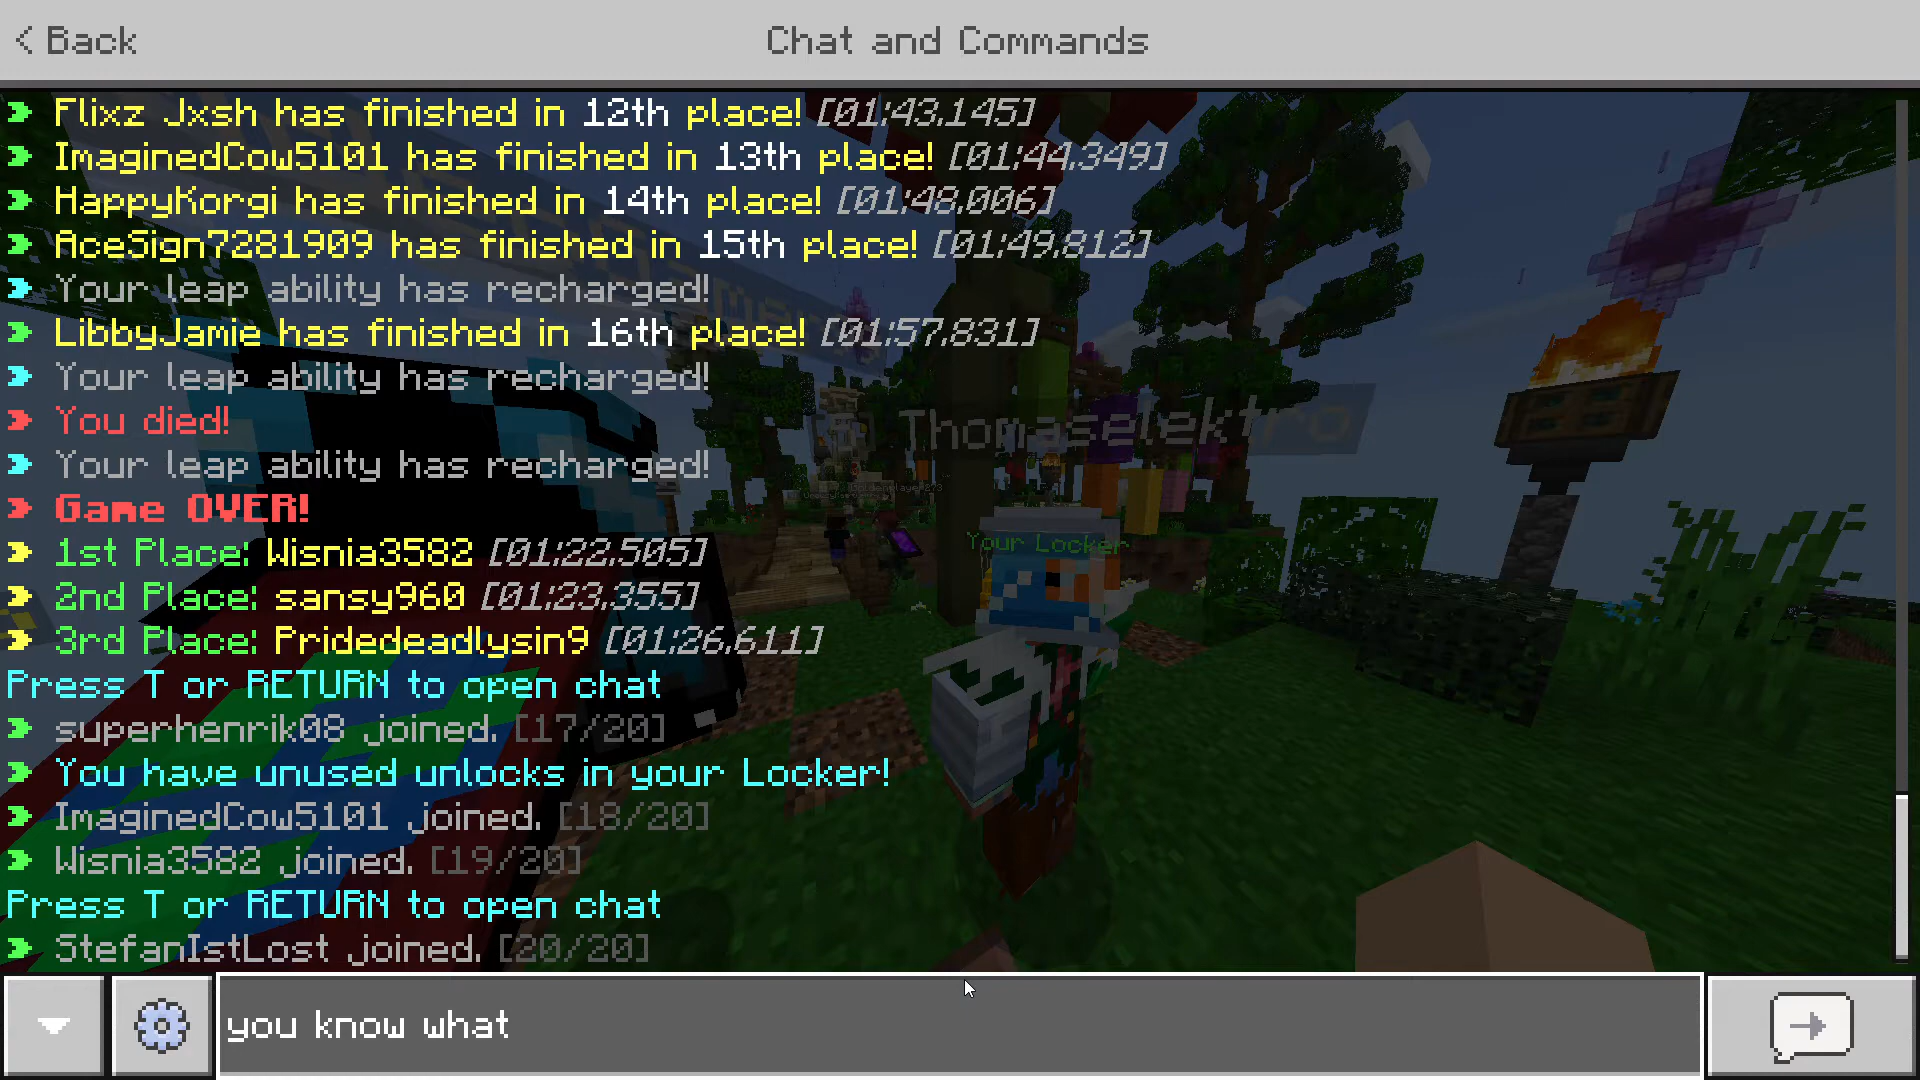 < Back
Chat and Commands
Flixz Jxsh has finished in 12th place! [01:43.145]
ImaginedCow5101 has finished in 13th place! [01:44.349]
HappyKorgi has finished in 14th place! [01:48.006]
AceSign7281909 has finished in 15th place! [01:49.812]
Your leap ability has recharged!
LibbyJamie has finished in 16th place! [01:57.831]
Your leap ability has recharged!
You died!
Thomaselektro
Your leap ability has recharged!
Game OVER!
1st Place: Wisnia3582 [01:22.505]
Your Locker
2nd Place: sansy960 [01:23.355]
3rd Place: Pridedeadlysin9 [01:26.611]
Press T or RETURN to open chat
superhenrik08 joined. [17/20]
You have unused unlocks in your Locker!
ImaginedCow5101 joined. [18/20]
Wisnia3582 joined. [19/20]
Press T or RETURN to open chat
StefanIstLost joined. [20/20]
you know what